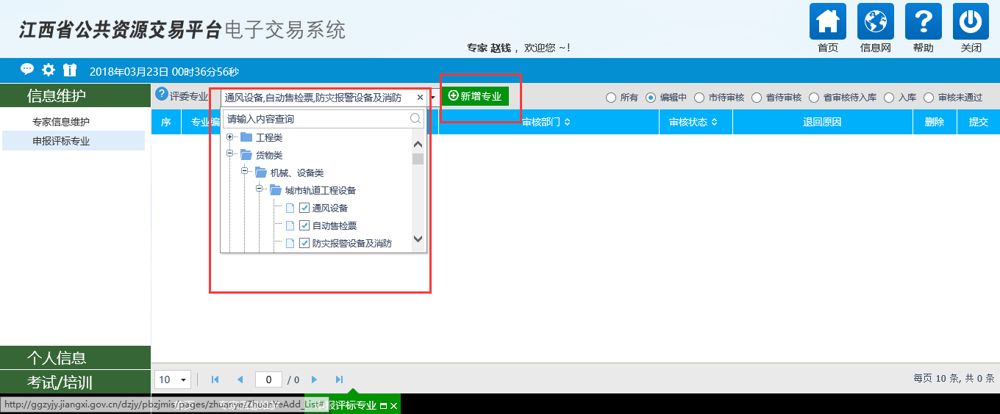 江西省公共资源交易平台电子交易系统
专家 赵钱 ，欢迎您 ~!
首页 信息网 帮助 关闭
2018年03月23日 00时36分56秒
信息维护
专家信息维护
申报评标专业
个人信息
考试/培训
评委专业
通风设备,自动售检票,防灾报警设备及消防
新增专业
所有 编辑中 市待审核 省待审核 省审核待入库 入库 审核未通过
序 专业编 审核部门 审核状态 退回原因 删除 提交
请输入内容查询
工程类
货物类
机械、设备类
城市轨道工程设备
通风设备
自动售检票
防灾报警设备及消防
10 0 / 0 每页 10 条, 共 0 条
http://ggzyjy.jiangxi.gov.cn/dzjy/pbzjmis/pages/zhuanye/ZhuanYeAdd_List#
报评标专业